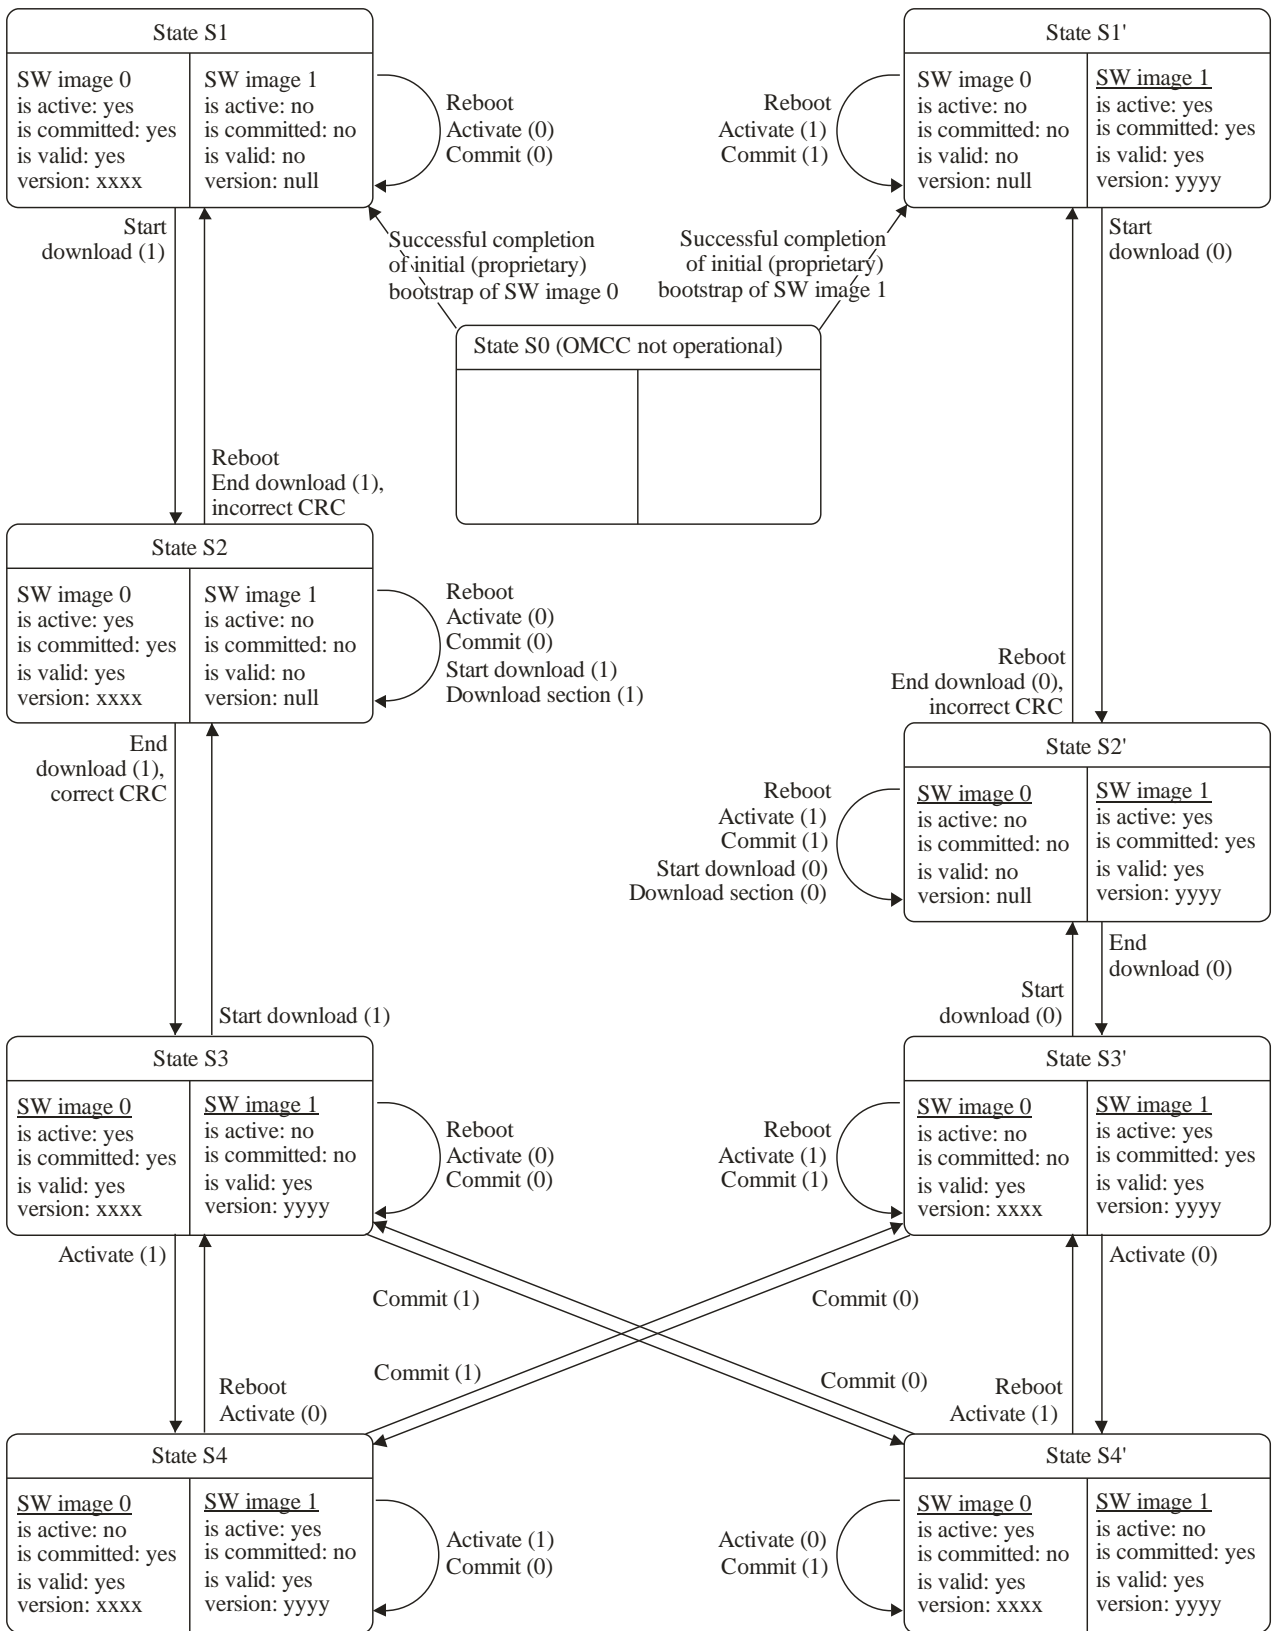 State S1
SW image 0
is active: yes
is committed: yes
is valid: yes
version: xxxx
SW image 1
is active: no
is committed: no
is valid: no
version: null
Reboot
Activate (0)
Commit (0)
State S1'
SW image 0
is active: no
is committed: no
is valid: no
version: null
SW image 1
is active: yes
is committed: yes
is valid: yes
version: yyyy
Reboot
Activate (1)
Commit (1)
Start
download (1)
Successful completion
of initial (proprietary)
bootstrap of SW image 0
Successful completion
of initial (proprietary)
bootstrap of SW image 1
Start
download (0)
State S0 (OMCC not operational)
Reboot
End download (1),
incorrect CRC
State S2
SW image 0
is active: yes
is committed: yes
is valid: yes
version: xxxx
SW image 1
is active: no
is committed: no
is valid: no
version: null
Reboot
Activate (0)
Commit (0)
Start download (1)
Download section (1)
Reboot
End download (0),
incorrect CRC
End
download (1),
correct CRC
State S2'
SW image 0
is active: no
is committed: no
is valid: no
version: null
SW image 1
is active: yes
is committed: yes
is valid: yes
version: yyyy
Reboot
Activate (1)
Commit (1)
Start download (0)
Download section (0)
End
download (0)
Start
download (0)
Start download (1)
State S3
SW image 0
is active: yes
is committed: yes
is valid: yes
version: xxxx
SW image 1
is active: no
is committed: no
is valid: yes
version: yyyy
Reboot
Activate (0)
Commit (0)
State S3'
SW image 0
is active: no
is committed: no
is valid: yes
version: xxxx
SW image 1
is active: yes
is committed: yes
is valid: yes
version: yyyy
Reboot
Activate (1)
Commit (1)
Activate (1)
Activate (0)
Commit (1)
Commit (0)
Commit (1)
Commit (0)
Reboot
Activate (0)
Reboot
Activate (1)
State S4
SW image 0
is active: no
is committed: yes
is valid: yes
version: xxxx
SW image 1
is active: yes
is committed: no
is valid: yes
version: yyyy
Activate (1)
Commit (0)
State S4'
SW image 0
is active: yes
is committed: no
is valid: yes
version: xxxx
SW image 1
is active: no
is committed: yes
is valid: yes
version: yyyy
Activate (0)
Commit (1)